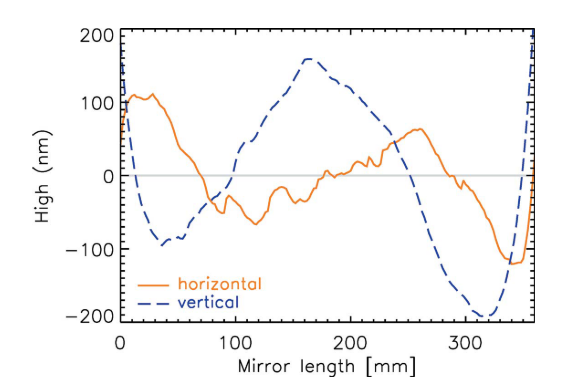 200
100
0
−100
−200
High (nm)
horizontal
vertical
0 100 200 300
Mirror length [mm]